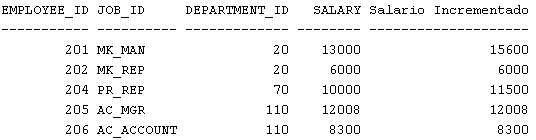 EMPLOYEE_ID JOB_ID DEPARTMENT_ID SALARY Salario Incrementado
----------- ---------- ------------- -------- --------------------
201 MK_MAN 20 13000 15600
202 MK_REP 20 6000 6000
204 PR_REP 70 10000 11500
205 AC_MGR 110 12008 12008
206 AC_ACCOUNT 110 8300 8300